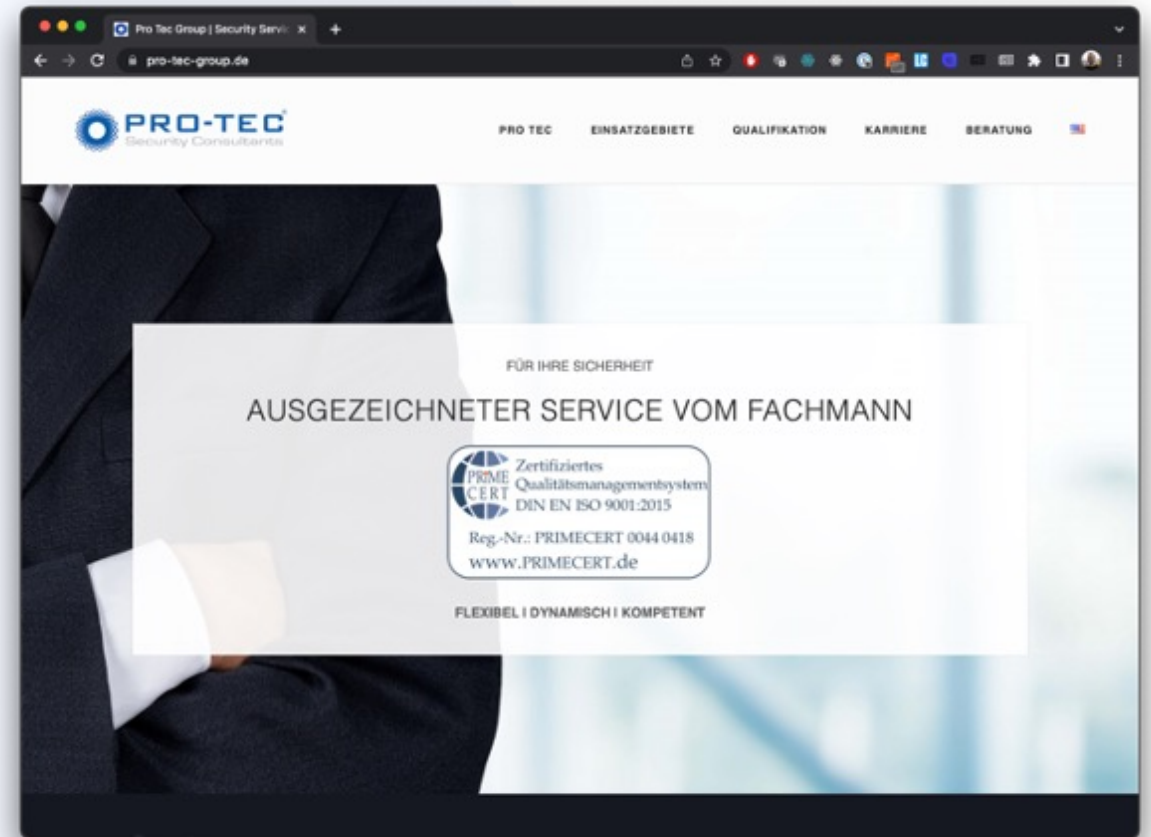 Pro Tec Group | Security Servi
pro-tec-group.de
PRO-TEC
Security Consultants
PRO TEC
EINSATZGEBIETE
QUALIFIKATION
KARRIERE
BERATUNG
FÜR IHRE SICHERHEIT
AUSGEZEICHNETER SERVICE VOM FACHMANN
PRIME
CERT
Zertifiziertes
Qualitätsmanagementsystem
DIN EN ISO 9001:2015
Reg.-Nr.: PRIMECERT 0044 0418
www.PRIMECERT.de
FLEXIBEL I DYNAMISCH I KOMPETENT